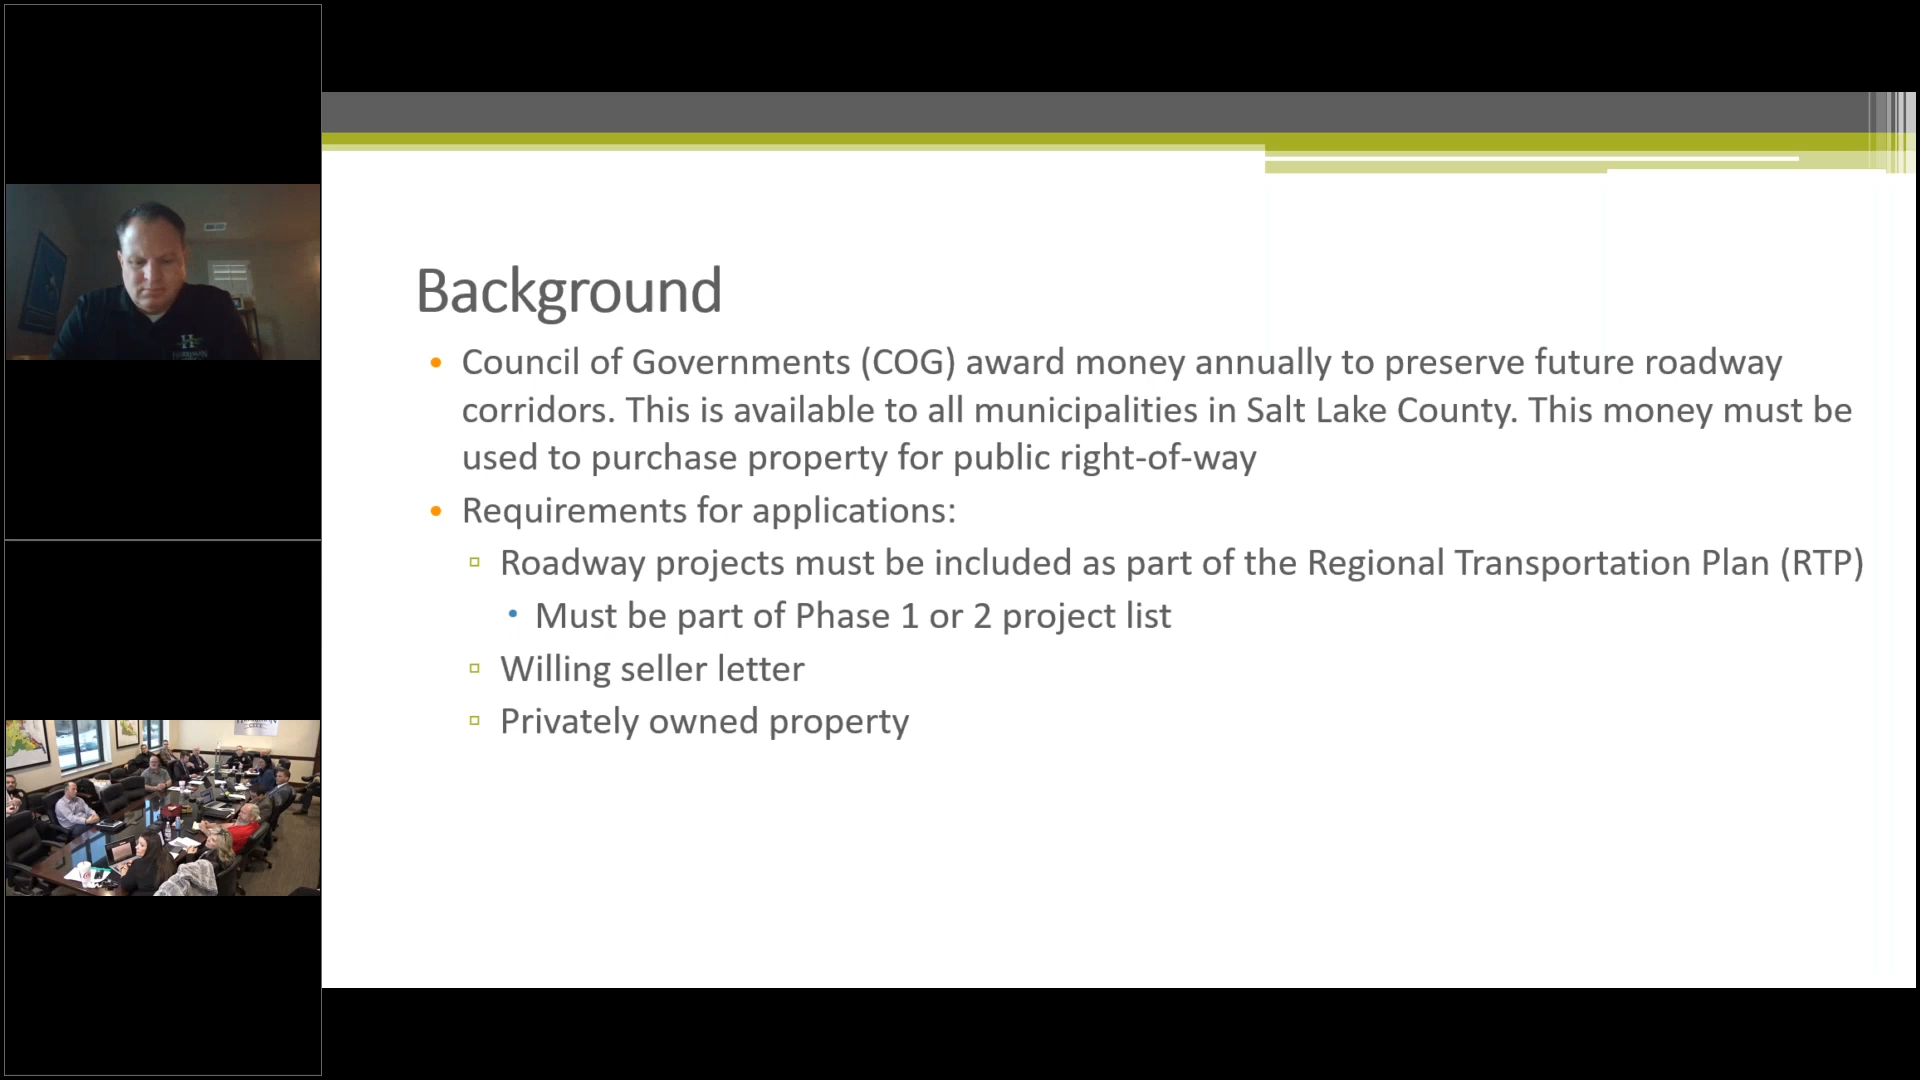 Background
• Council of Governments (COG) award money annually to preserve future roadway
corridors. This is available to all municipalities in Salt Lake County. This money must be
used to purchase property for public right-of-way
• Requirements for applications:
▫ Roadway projects must be included as part of the Regional Transportation Plan (RTP)
• Must be part of Phase 1 or 2 project list
▫ Willing seller letter
▫ Privately owned property